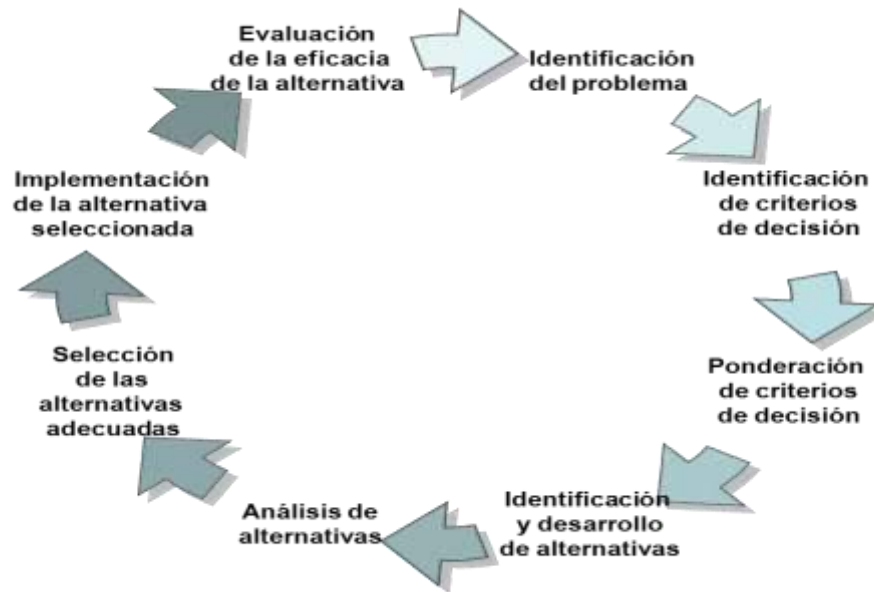 Evaluación
de la eficacia
de la alternativa
Identificación
del problema
Identificación
de criterios
de decisión
Ponderación
de criterios
de decisión
Identificación
y desarrollo
de alternativas
Análisis de
alternativas
Selección
de las
alternativas
adecuadas
Implementación
de la alternativa
seleccionada